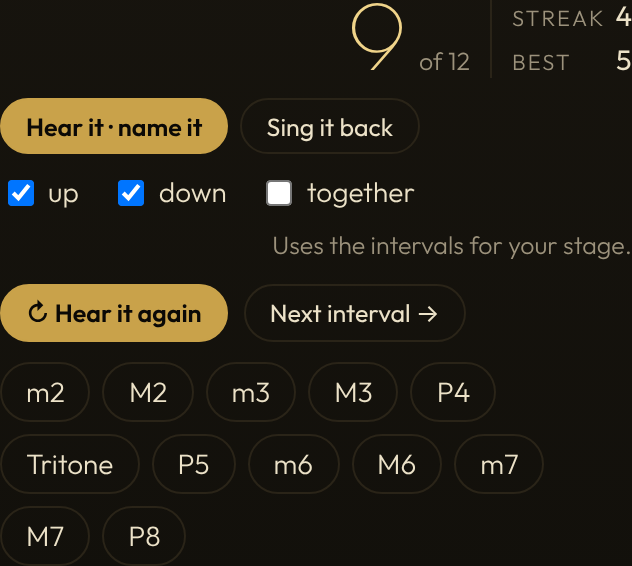 9 of 12
STREAK 4
BEST 5
Hear it · name it Sing it back
up down together
Uses the intervals for your stage.
↻ Hear it again Next interval →
m2 M2 m3 M3 P4
Tritone P5 m6 M6 m7
M7 P8